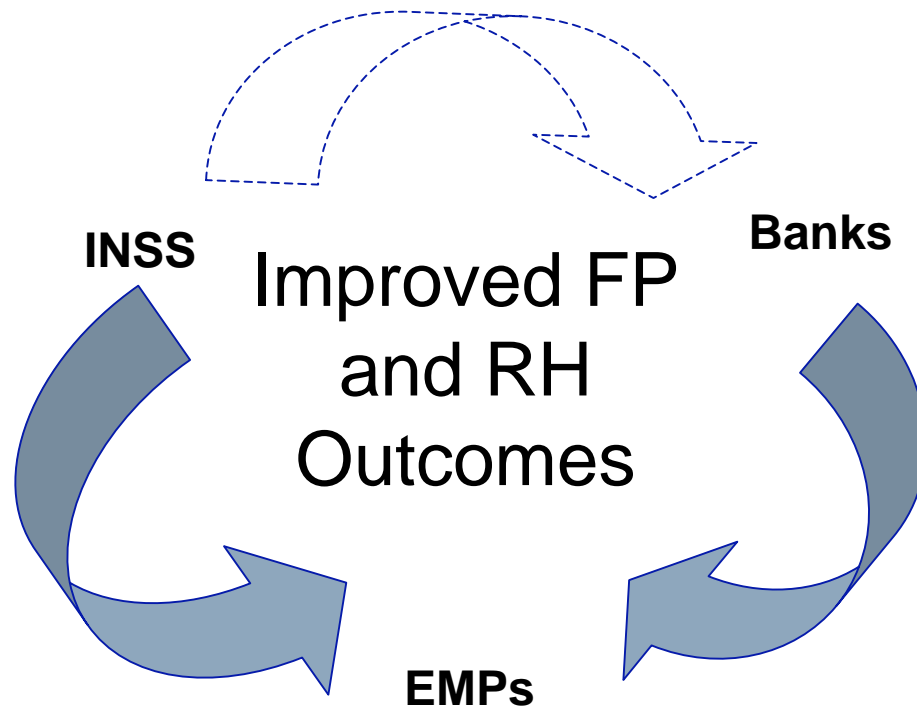 INSS
Banks
Improved FP
and RH
Outcomes
EMPs